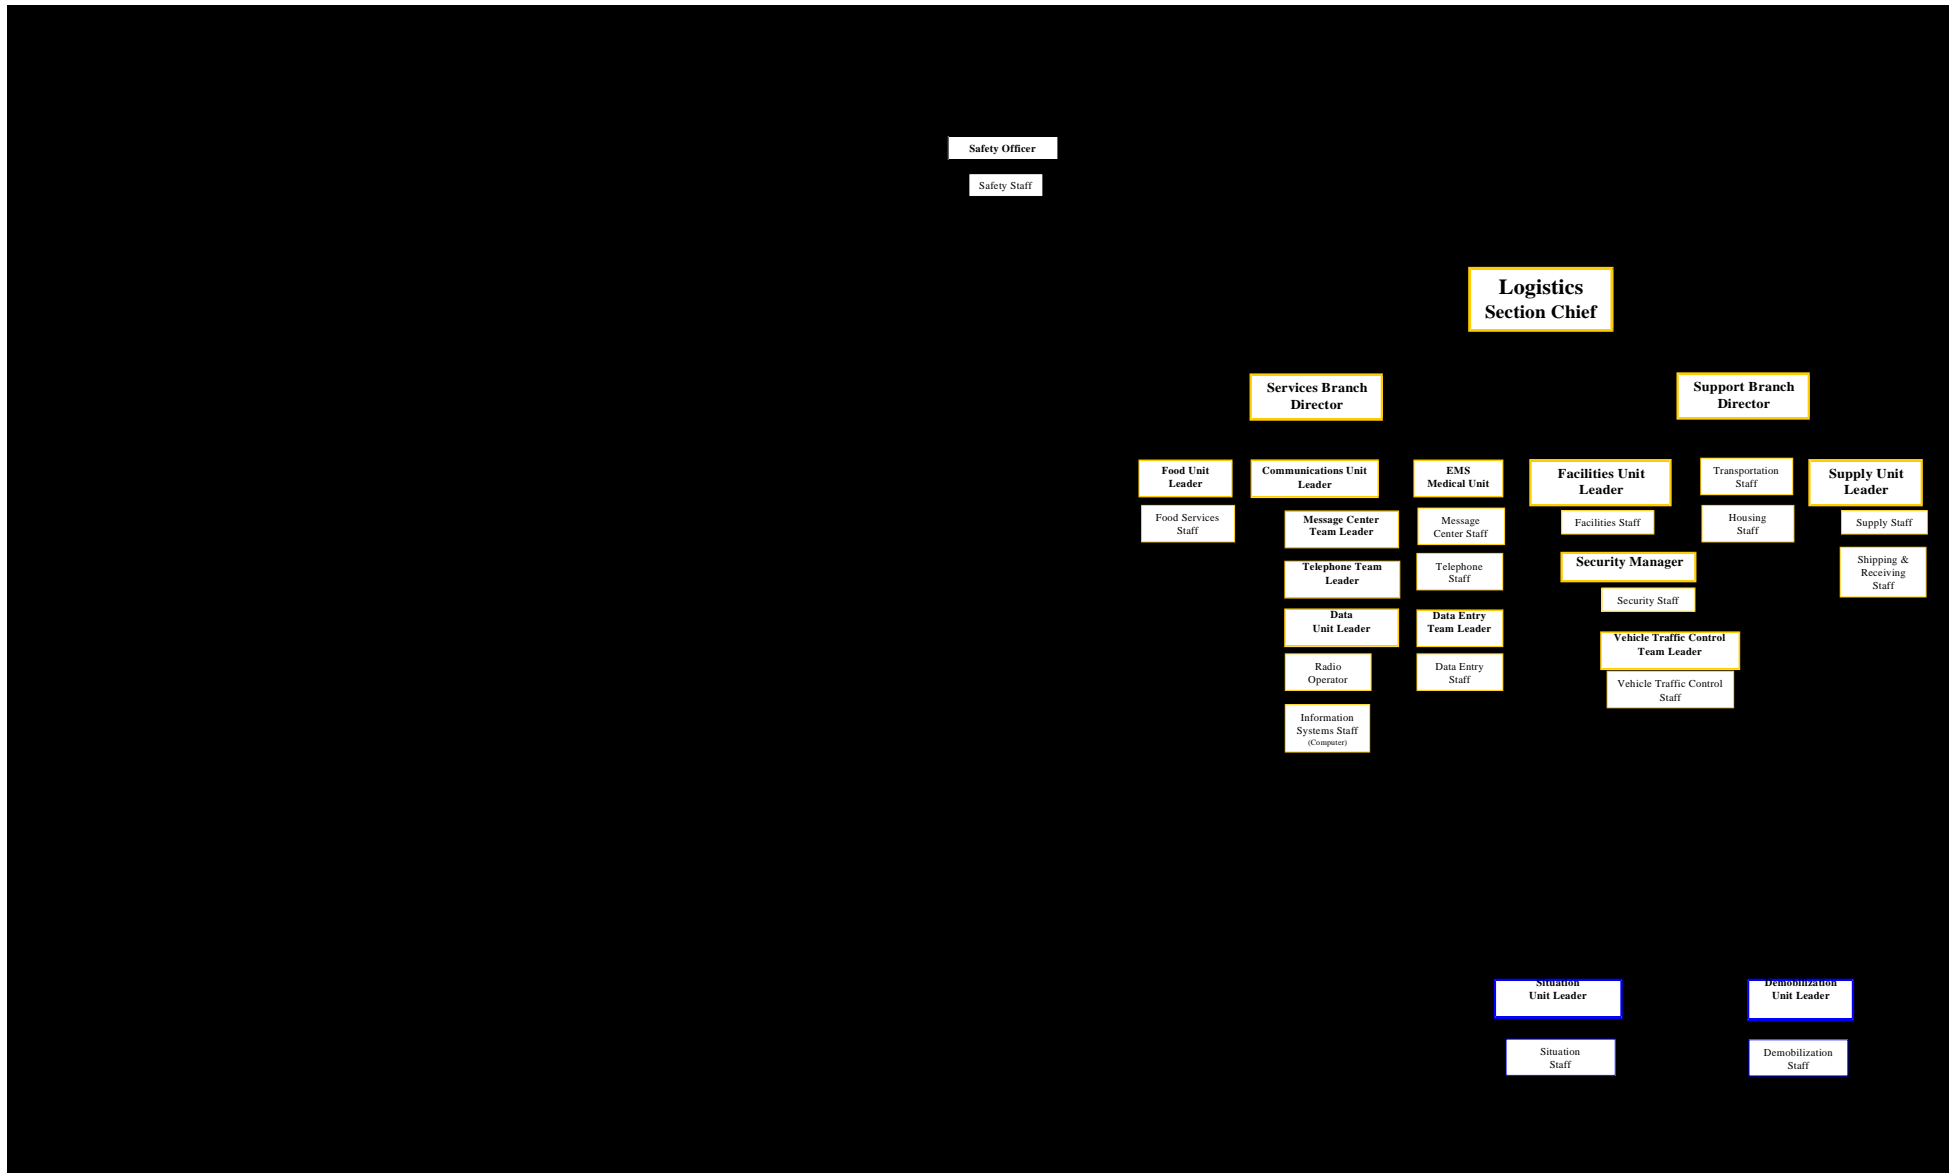 Safety Officer
Safety Staff
Logistics
Section Chief
Services Branch
Director
Support Branch
Director
Food Unit
Leader
Food Services
Staff
Communications Unit
Leader
Message Center
Team Leader
Telephone Team
Leader
Data
Unit Leader
Radio
Operator
Information
Systems Staff
(Computer)
EMS
Medical Unit
Message
Center Staff
Telephone
Staff
Data Entry
Team Leader
Data Entry
Staff
Facilities Unit
Leader
Facilities Staff
Security Manager
Security Staff
Vehicle Traffic Control
Team Leader
Vehicle Traffic Control
Staff
Transportation
Staff
Housing
Staff
Supply Unit
Leader
Supply Staff
Shipping &
Receiving
Staff
Situation
Unit Leader
Situation
Staff
Demobilization
Unit Leader
Demobilization
Staff